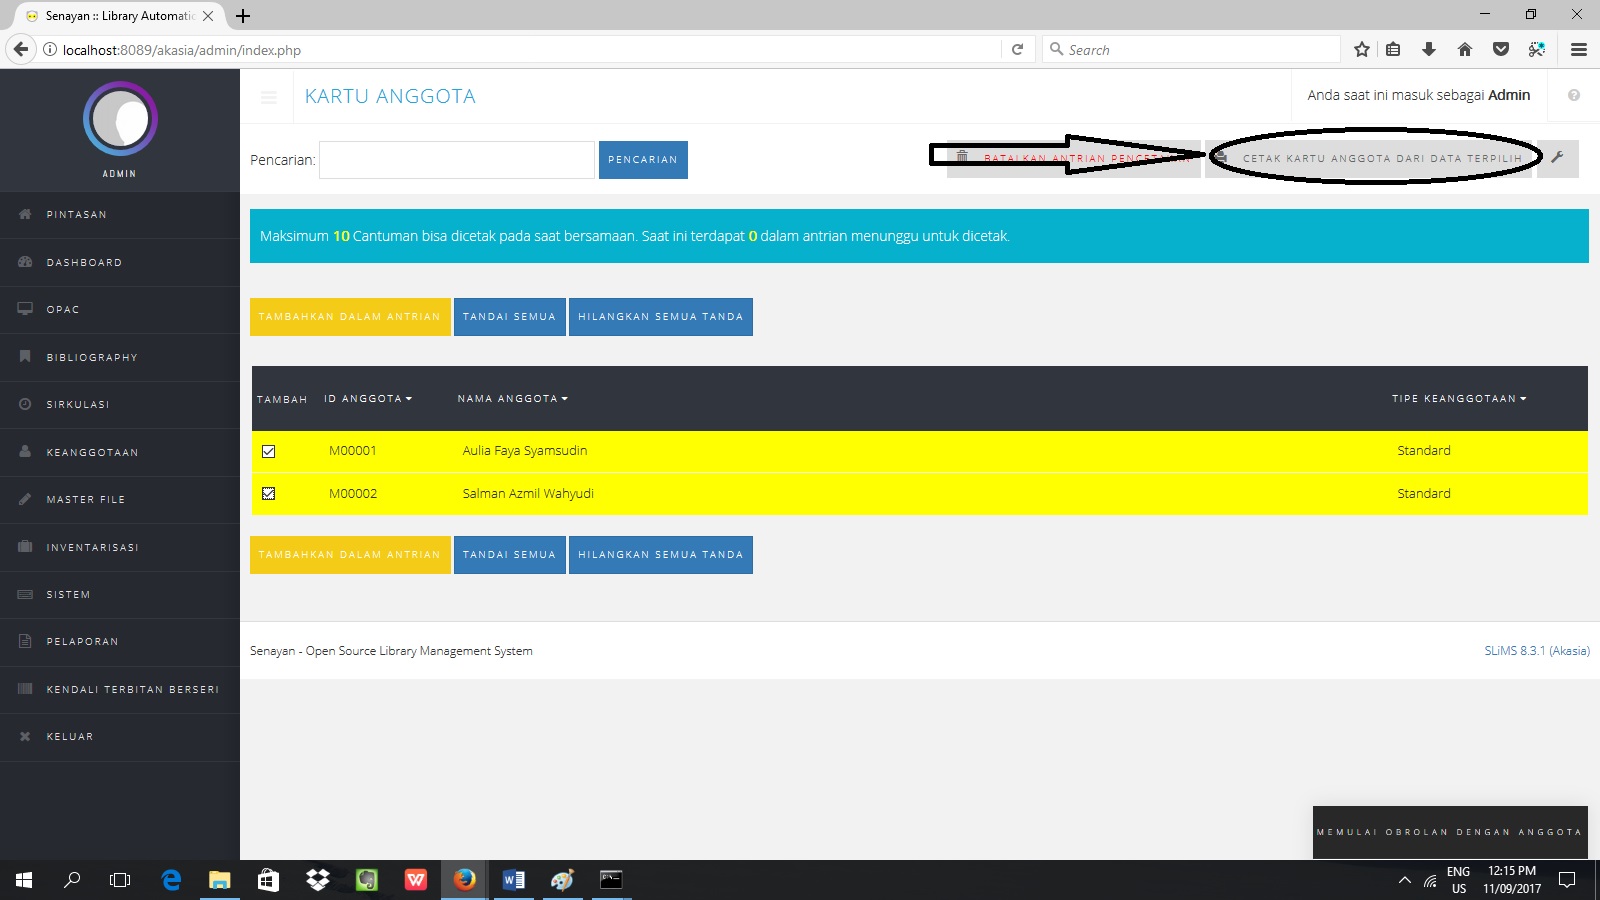 Senayan :: Library Automatic
localhost:8089/akasia/admin/index.php
Search
ADMIN
PINTASAN
DASHBOARD
OPAC
BIBLIOGRAPHY
SIRKULASI
KEANGGOTAAN
MASTER FILE
INVENTARISASI
SISTEM
PELAPORAN
KENDALI TERBITAN BERSERI
KELUAR
KARTU ANGGOTA
Anda saat ini masuk sebagai Admin
Pencarian:
PENCARIAN
BATALKAN ANTRIAN PENCETAKAN
CETAK KARTU ANGGOTA DARI DATA TERPILIH
Maksimum 10 Cantuman bisa dicetak pada saat bersamaan. Saat ini terdapat 0 dalam antrian menunggu untuk dicetak.
TAMBAHKAN DALAM ANTRIAN TANDAI SEMUA HILANGKAN SEMUA TANDA
TAMBAH ID ANGGOTA NAMA ANGGOTA TIPE KEANGGOTAAN
M00001 Aulia Faya Syamsudin Standard
M00002 Salman Azmil Wahyudi Standard
TAMBAHKAN DALAM ANTRIAN TANDAI SEMUA HILANGKAN SEMUA TANDA
Senayan - Open Source Library Management System
SLiMS 8.3.1 (Akasia)
MEMULAI OBROLAN DENGAN ANGGOTA
ENG
US
12:15 PM
11/09/2017